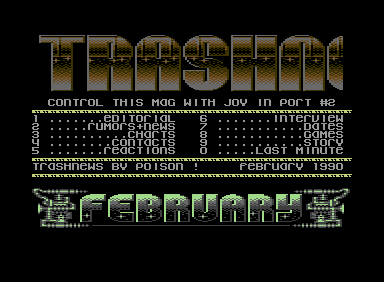 TRASHN
CONTROL THIS MAG WITH JOY IN PORT #2
1 .......editorial 6 ........interview
2 .....rumors+news 7 ............dates
3 ..........charts 8 ............games
4 ........contacts 9 ............story
5 .......reactions 0 .....LAST MINUTE
TRASHNEWS BY POISON ! FEBRUARY 1990
FEBRUARY